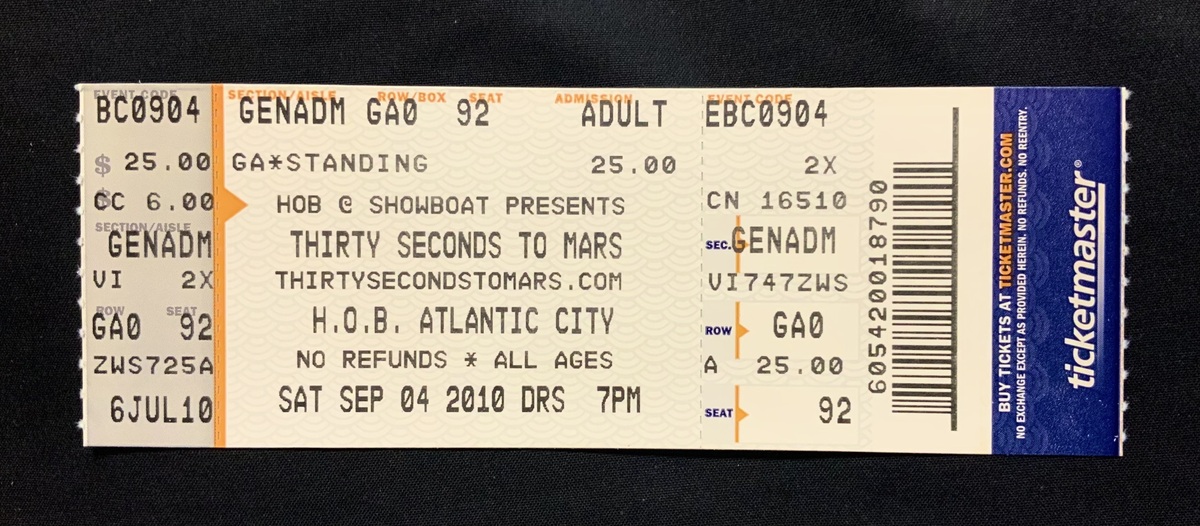 EVENT CODE
BC0904
$ 25.00
$
CC 6.00
SECTION/AISLE
GENADM
VI 2X
ROW SEAT
GA0 92
ZWS725A
6JUL10
SECTION/AISLE ROW/BOX SEAT ADMISSION
GENADM GA0 92 ADULT
GA*STANDING 25.00
HOB @ SHOWBOAT PRESENTS
THIRTY SECONDS TO MARS
THIRTYSECONDSTOMARS.COM
H.O.B. ATLANTIC CITY
NO REFUNDS * ALL AGES
SAT SEP 04 2010 DRS 7PM
EVENT CODE
EBC0904
2X
CN 16510
SEC. GENADM
VI747ZWS
ROW GA0
A 25.00
SEAT 92
6054200018790
BUY TICKETS AT TICKETMASTER.COM
NO EXCHANGE EXCEPT AS PROVIDED HEREIN. NO REFUNDS. NO REENTRY.
ticketmaster®